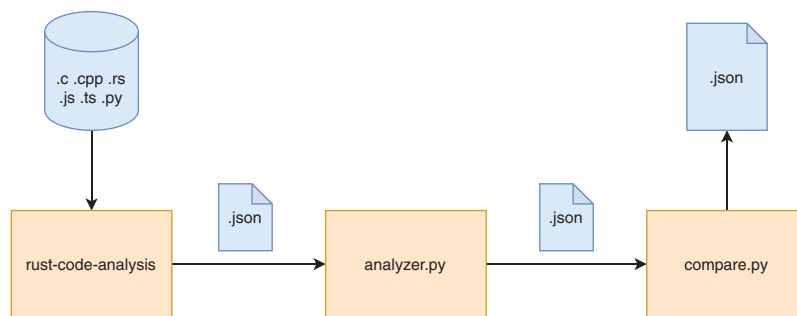 .c .cpp .rs
.js .ts .py
.json
.json
.json
rust-code-analysis
analyzer.py
compare.py